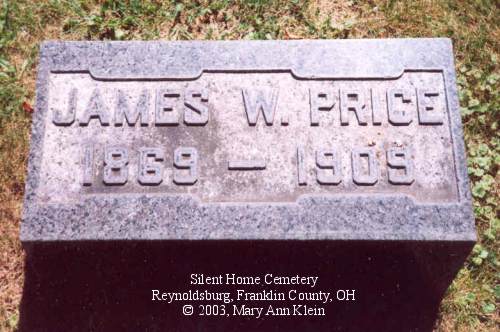 JAMES W. PRICE
1869 — 1909
Silent Home Cemetery
Reynoldsburg, Franklin County, OH
© 2003, Mary Ann Klein